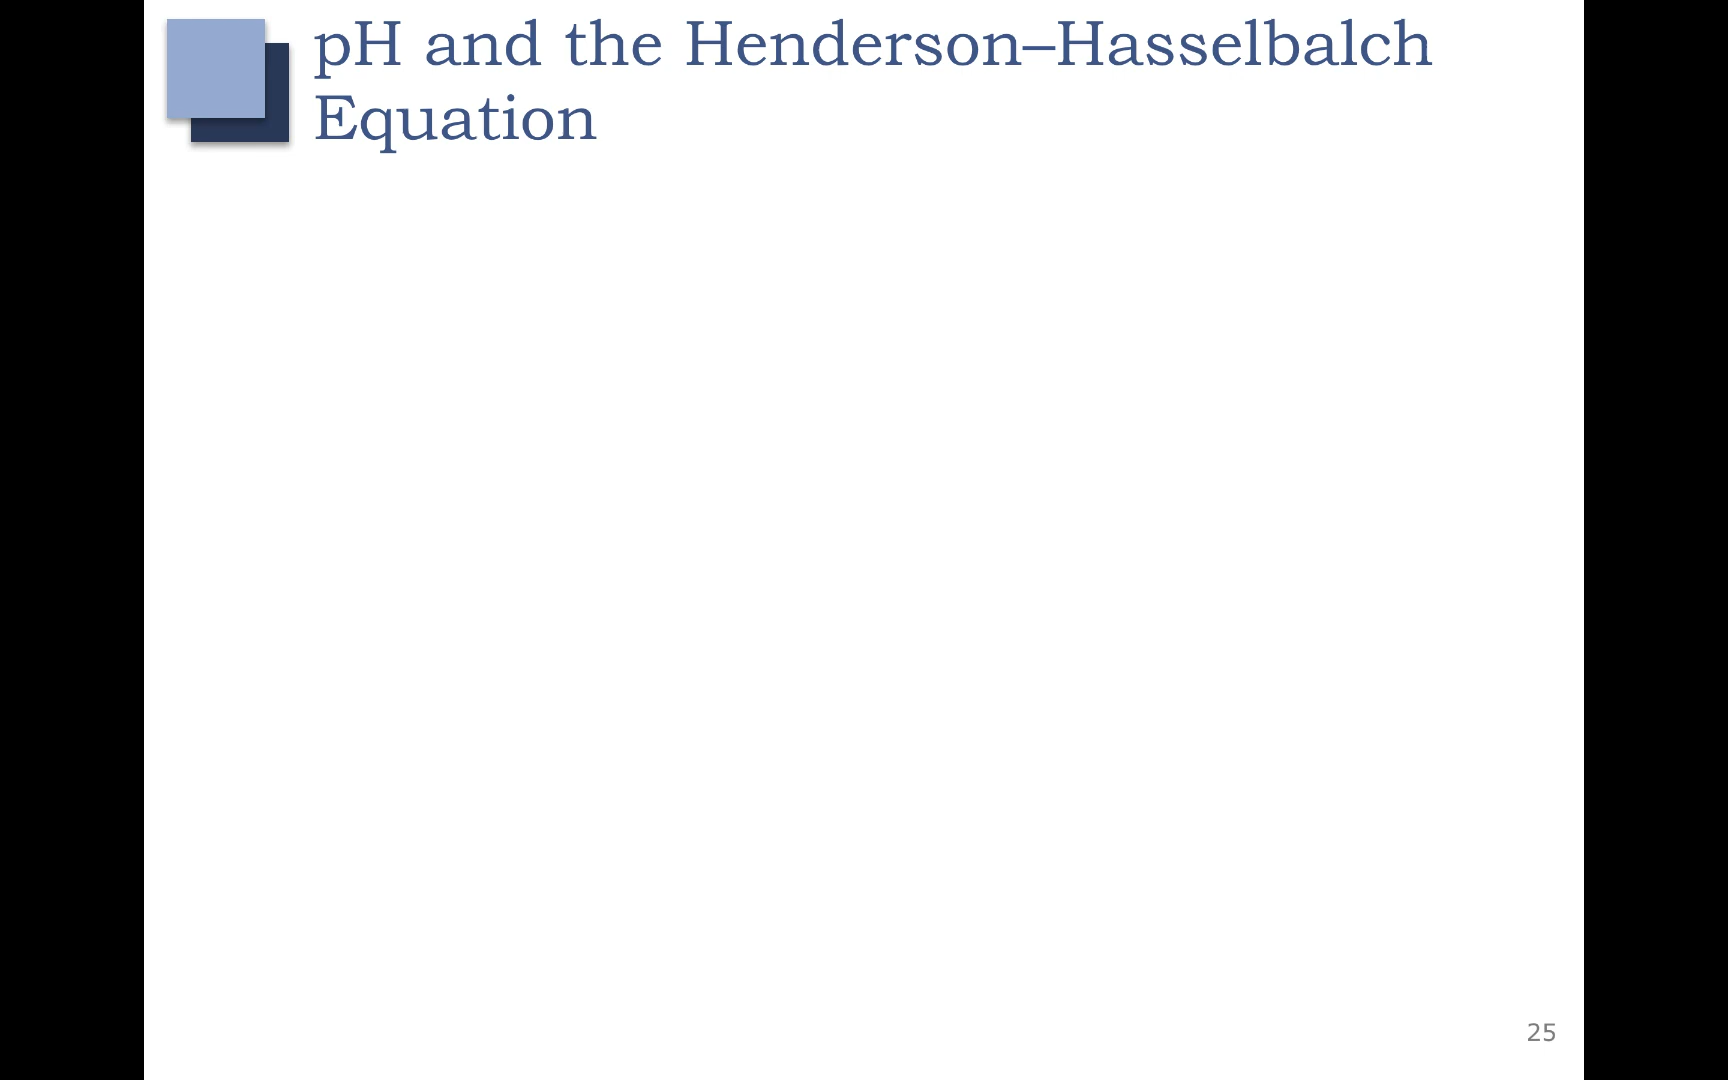 pH and the Henderson–Hasselbalch
Equation
25